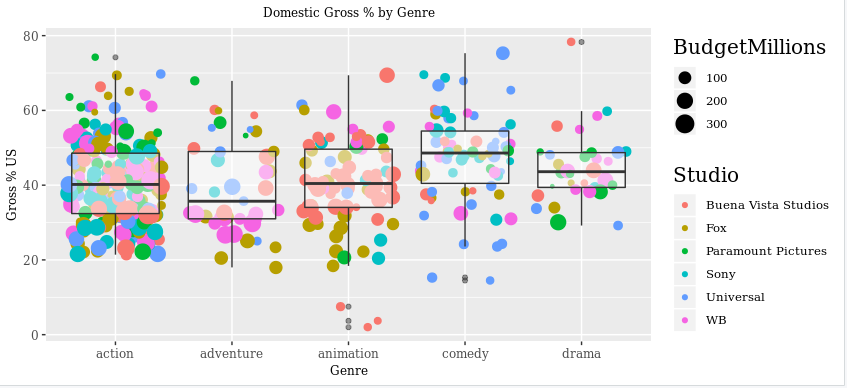 Domestic Gross % by Genre
Gross % US
80
60
40
20
0
action adventure animation comedy drama
Genre
BudgetMillions
100
200
300
Studio
Buena Vista Studios
Fox
Paramount Pictures
Sony
Universal
WB